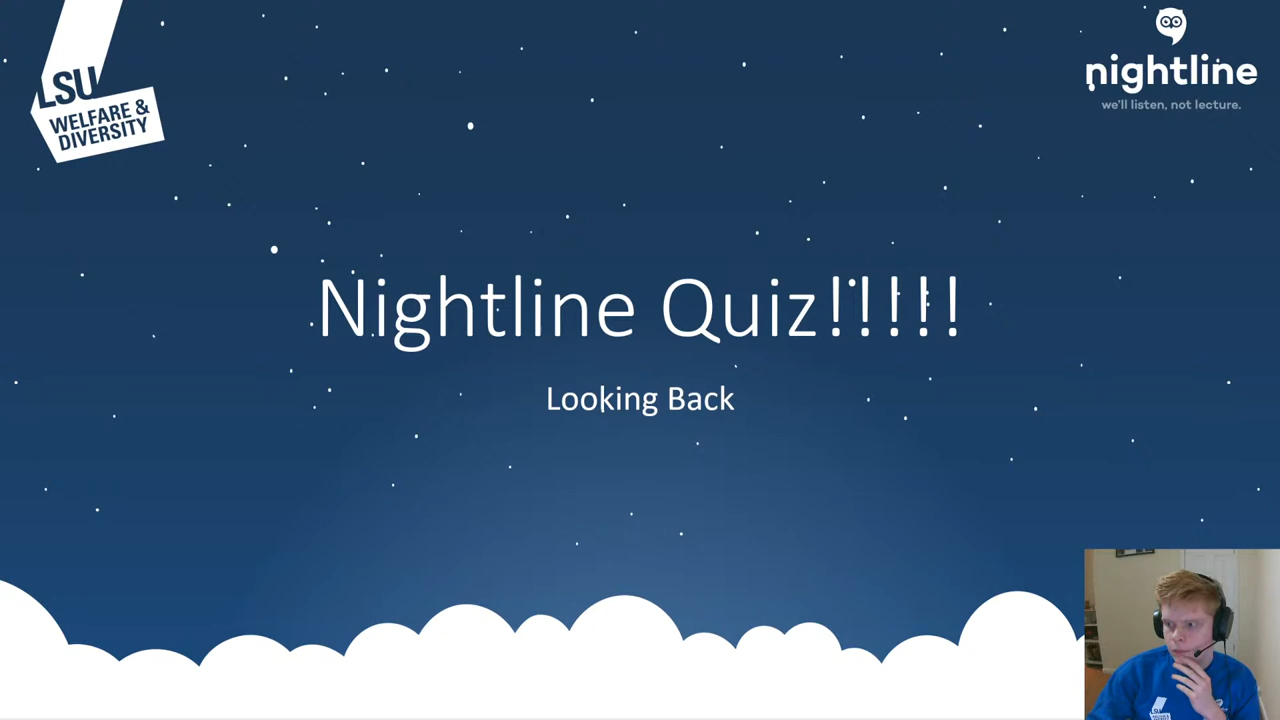 LSU
WELFARE &
DIVERSITY
nightline
we'll listen, not lecture.
Nightline Quiz!!!!!
Looking Back